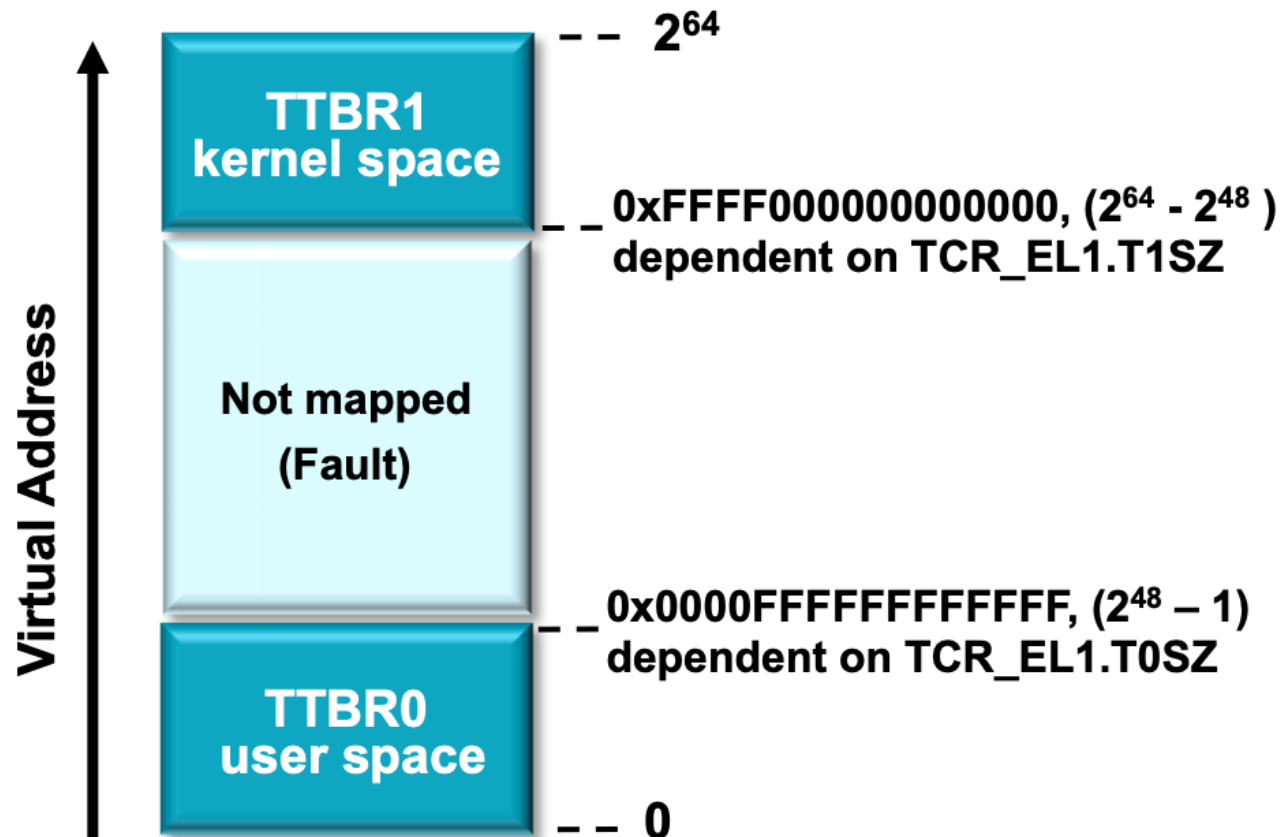 2⁶⁴
TTBR1
kernel space
0xFFFF000000000000, (2⁶⁴ - 2⁴⁸ )
dependent on TCR_EL1.T1SZ
Virtual Address
Not mapped
(Fault)
0x0000FFFFFFFFFFFF, (2⁴⁸ – 1)
dependent on TCR_EL1.T0SZ
TTBR0
user space
0